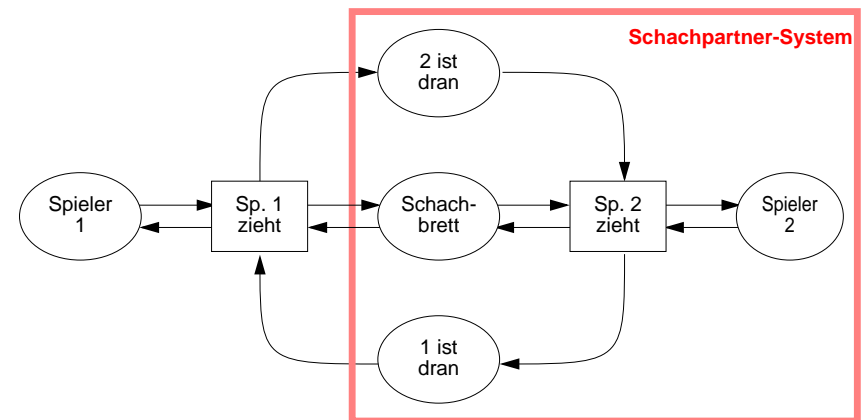 Schachpartner-System
2 ist
dran
Spieler
1
Sp. 1
zieht
Schach-
brett
Sp. 2
zieht
Spieler
2
1 ist
dran